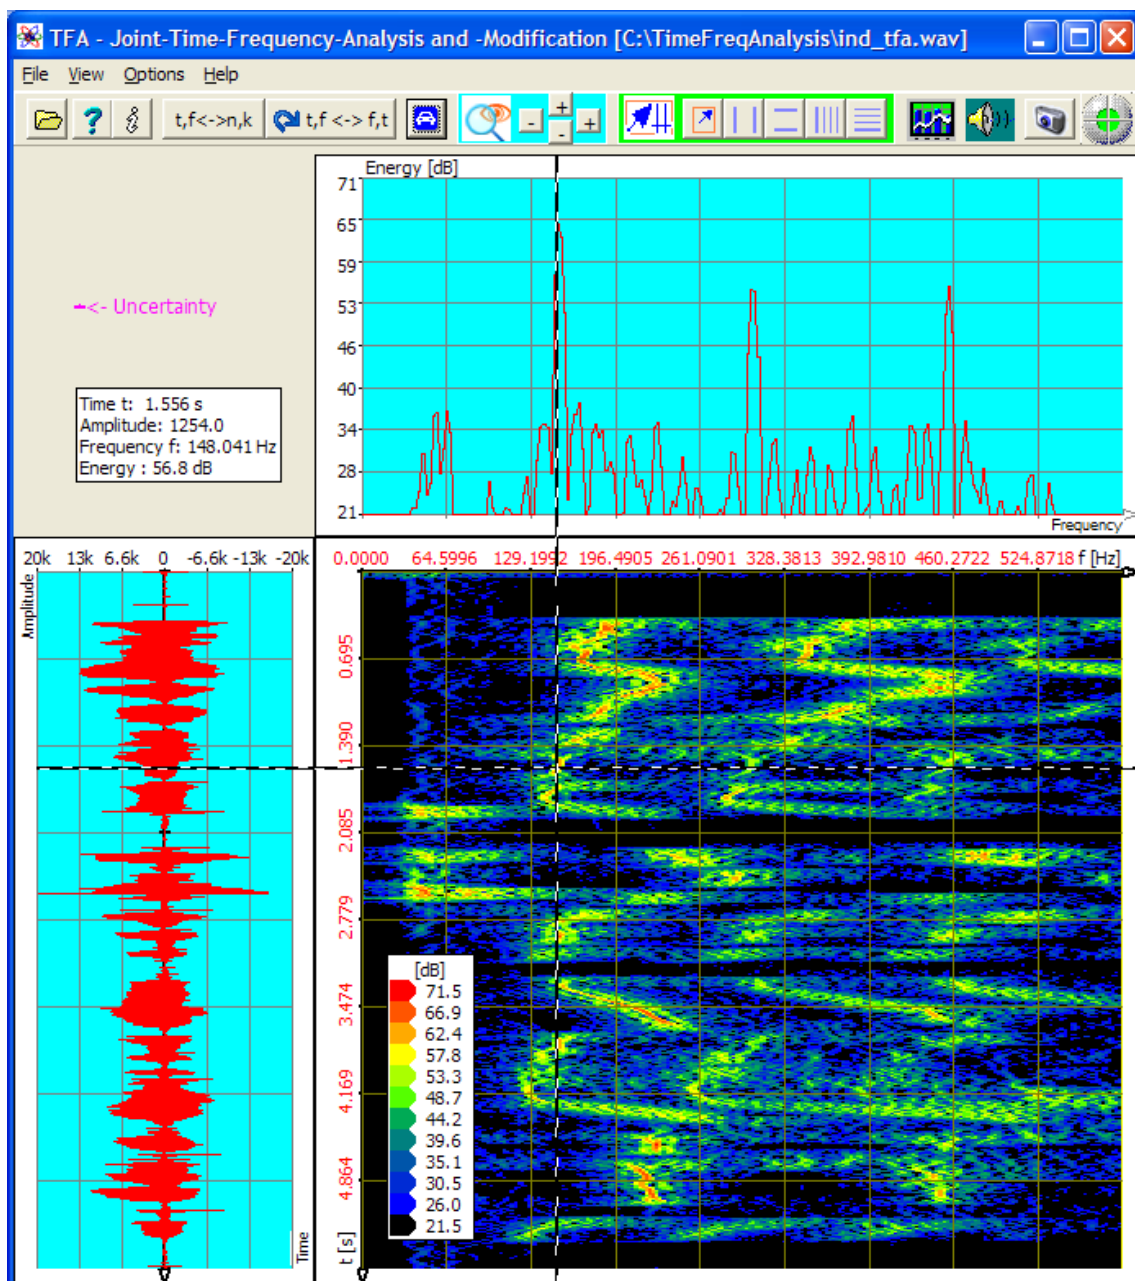 TFA - Joint-Time-Frequency-Analysis and -Modification [C:\TimeFreqAnalysis\ind_tfa.wav]
File View Options Help
t,f<->n,k t,f <-> f,t
Energy [dB]
71
65
59
53
46
40
34
28
21
Frequency
<- Uncertainty
Time t: 1.556 s
Amplitude: 1254.0
Frequency f: 148.041 Hz
Energy : 56.8 dB
20k 13k 6.6k 0 -6.6k -13k -20k
Amplitude
Time
0.0000 64.5996 129.1992 196.4905 261.0901 328.3813 392.9810 460.2722 524.8718 f [Hz]
0.695
1.390
2.085
2.779
3.474
4.169
4.864
t [s]
[dB]
71.5
66.9
62.4
57.8
53.3
48.7
44.2
39.6
35.1
30.5
26.0
21.5